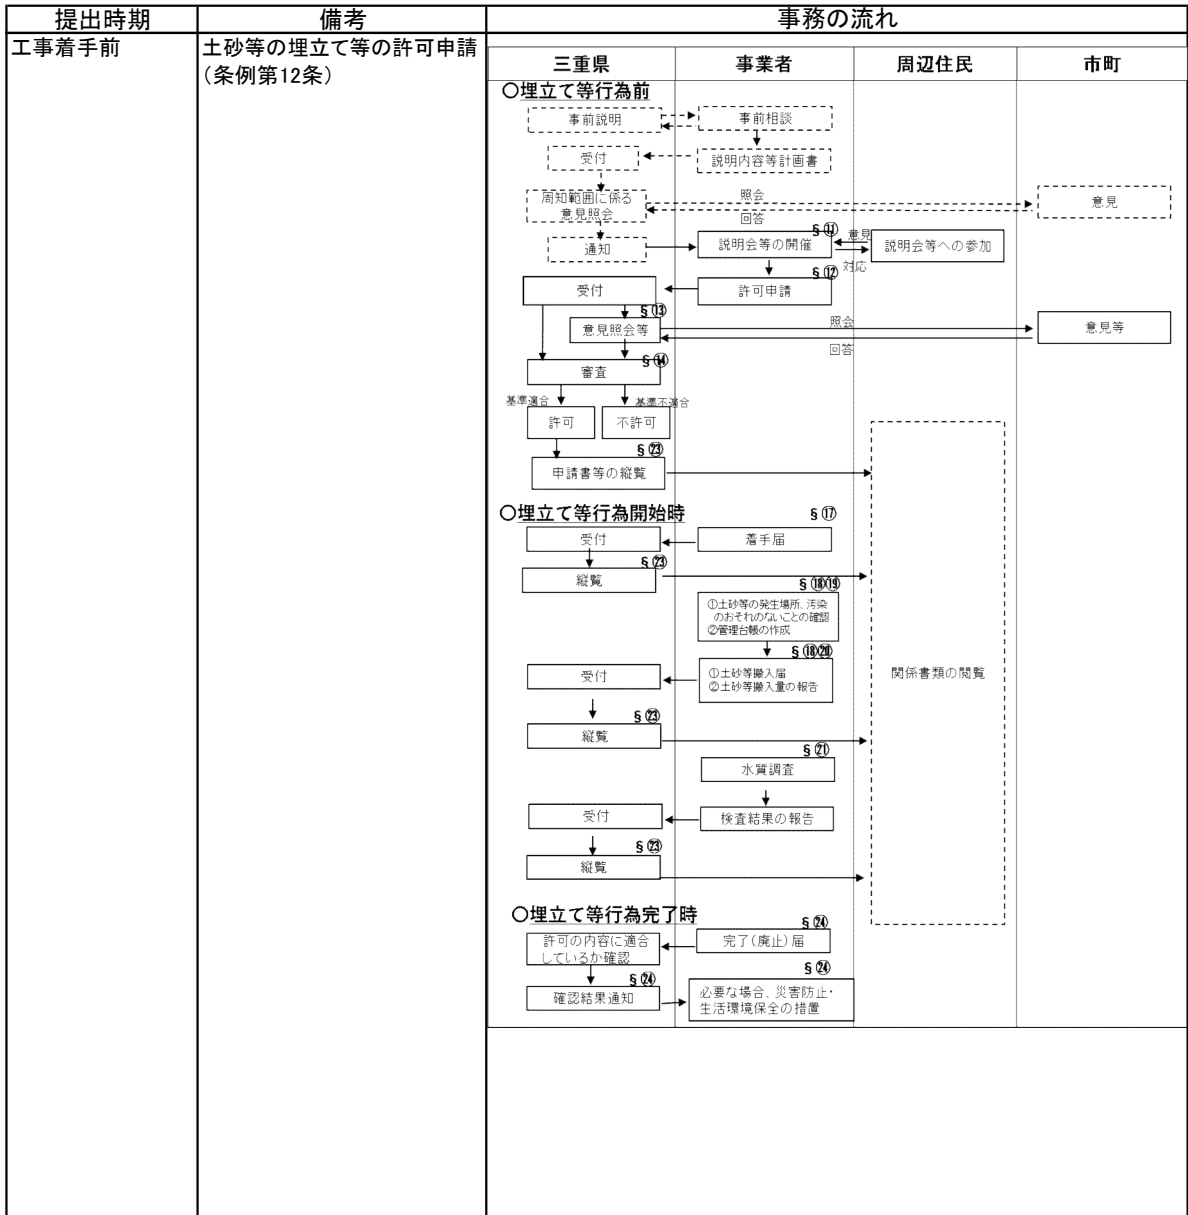 提出時期
備考
事務の流れ
工事着手前
土砂等の埋立て等の許可申請
(条例第12条)
三重県
事業者
周辺住民
市町
○埋立て等行為前
事前説明
事前相談
受付
説明内容等計画書
周知範囲に係る
意見照会
照会
意見
回答
通知
§⑪
説明会等の開催
意見
対応
説明会等への参加
§⑫
受付
許可申請
§⑬
意見照会等
照会
意見等
回答
§⑭
審査
基準適合
基準不適合
許可
不許可
§㉓
申請書等の縦覧
○埋立て等行為開始時
§⑰
受付
着手届
§㉓
縦覧
§⑱⑲
①土砂等の発生場所、汚染
のおそれのないことの確認
②管理台帳の作成
§⑱⑳
受付
①土砂等搬入届
②土砂等搬入量の報告
関係書類の閲覧
§㉓
縦覧
§㉑
水質調査
受付
検査結果の報告
§㉓
縦覧
○埋立て等行為完了時
§㉔
許可の内容に適合
しているか確認
完了(廃止)届
§㉔
確認結果通知
§㉔
必要な場合、災害防止・
生活環境保全の措置